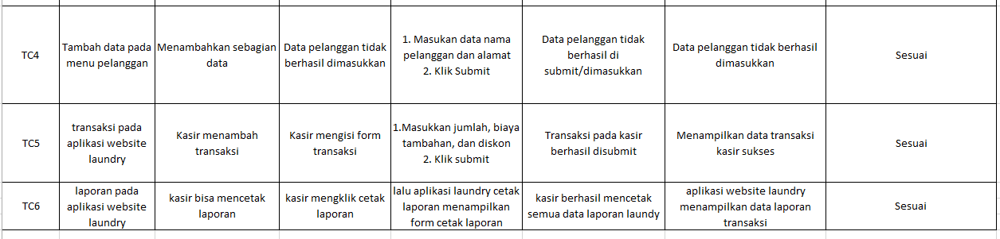 TC4
Tambah data pada
menu pelanggan
Menambahkan sebagian
data
Data pelanggan tidak
berhasil dimasukkan
1. Masukan data nama
pelanggan dan alamat
2. Klik Submit
Data pelanggan tidak
berhasil di
submit/dimasukkan
Data pelanggan tidak berhasil
dimasukkan
Sesuai
TC5
transaksi pada
aplikasi website
laundry
Kasir menambah
transaksi
Kasir mengisi form
transaksi
1.Masukkan jumlah, biaya
tambahan, dan diskon
2. Klik submit
Transaksi pada kasir
berhasil disubmit
Menampilkan data transaksi
kasir sukses
Sesuai
TC6
laporan pada
aplikasi website
laundry
kasir bisa mencetak
laporan
kasir mengklik cetak
laporan
lalu aplikasi laundry cetak
laporan menampilkan
form cetak laporan
kasir berhasil mencetak
semua data laporan laundy
aplikasi website laundry
menampilkan data laporan
transaksi
Sesuai